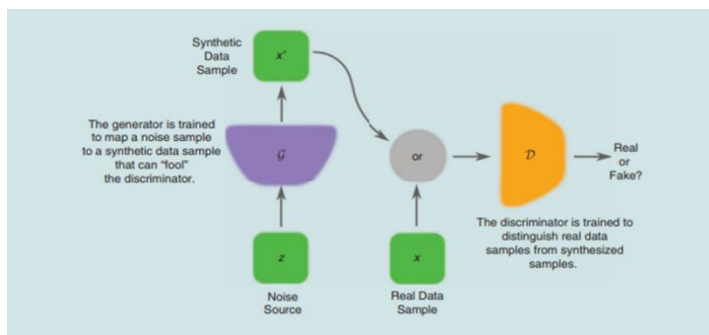 Synthetic
Data
Sample
x'
The generator is trained
to map a noise sample
to a synthetic data sample
that can "fool"
the discriminator.
G
or
D
Real
or
Fake?
The discriminator is trained to
distinguish real data
samples from synthesized
samples.
z
x
Noise
Source
Real Data
Sample